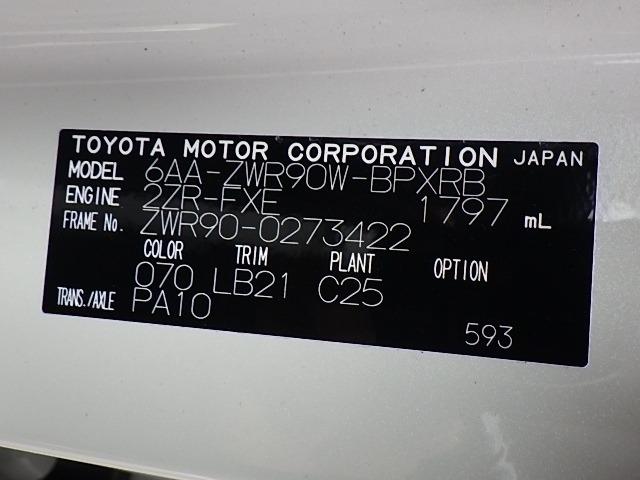 TOYOTA MOTOR CORPORATION JAPAN
MODEL 6AA-ZWR90W-BPXRB
ENGINE 2ZR-FXE 1797 mL
FRAME No. ZWR90-0273422
COLOR TRIM PLANT OPTION
070 LB21 C25
TRANS./AXLE PA10
593